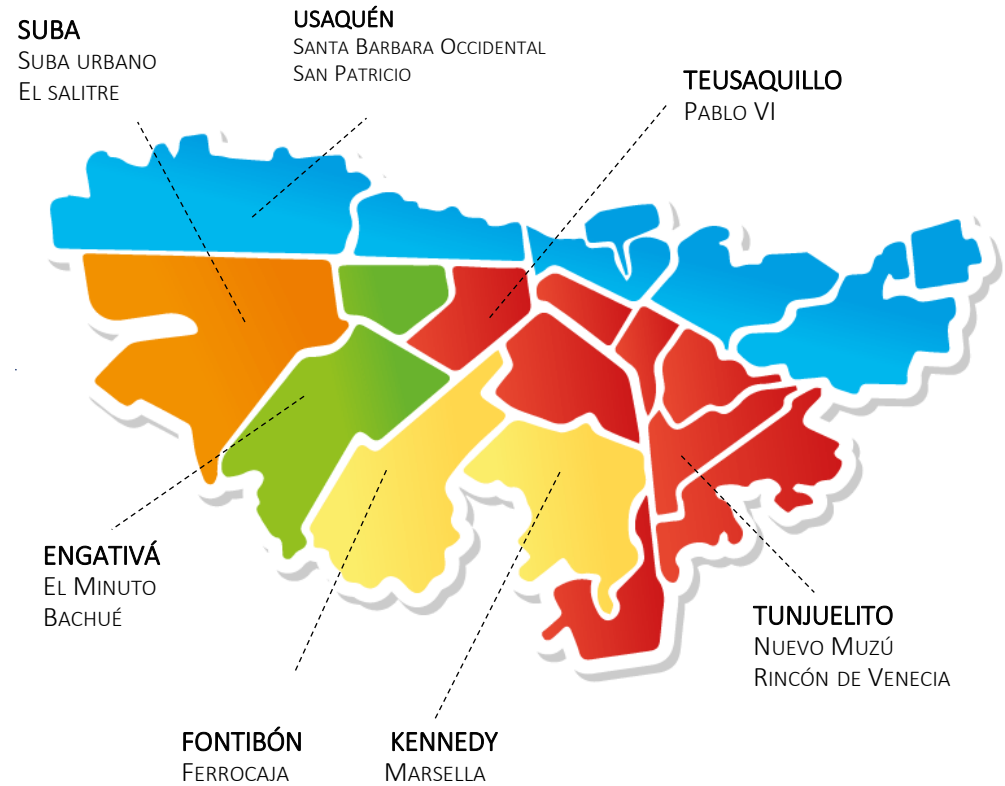 SUBA
SUBA URBANO
EL SALITRE
USAQUÉN
SANTA BARBARA OCCIDENTAL
SAN PATRICIO
TEUSAQUILLO
PABLO VI
ENGATIVÁ
EL MINUTO
BACHUÉ
TUNJUELITO
NUEVO MUZÚ
RINCÓN DE VENECIA
FONTIBÓN
FERROCAJA
KENNEDY
MARSELLA